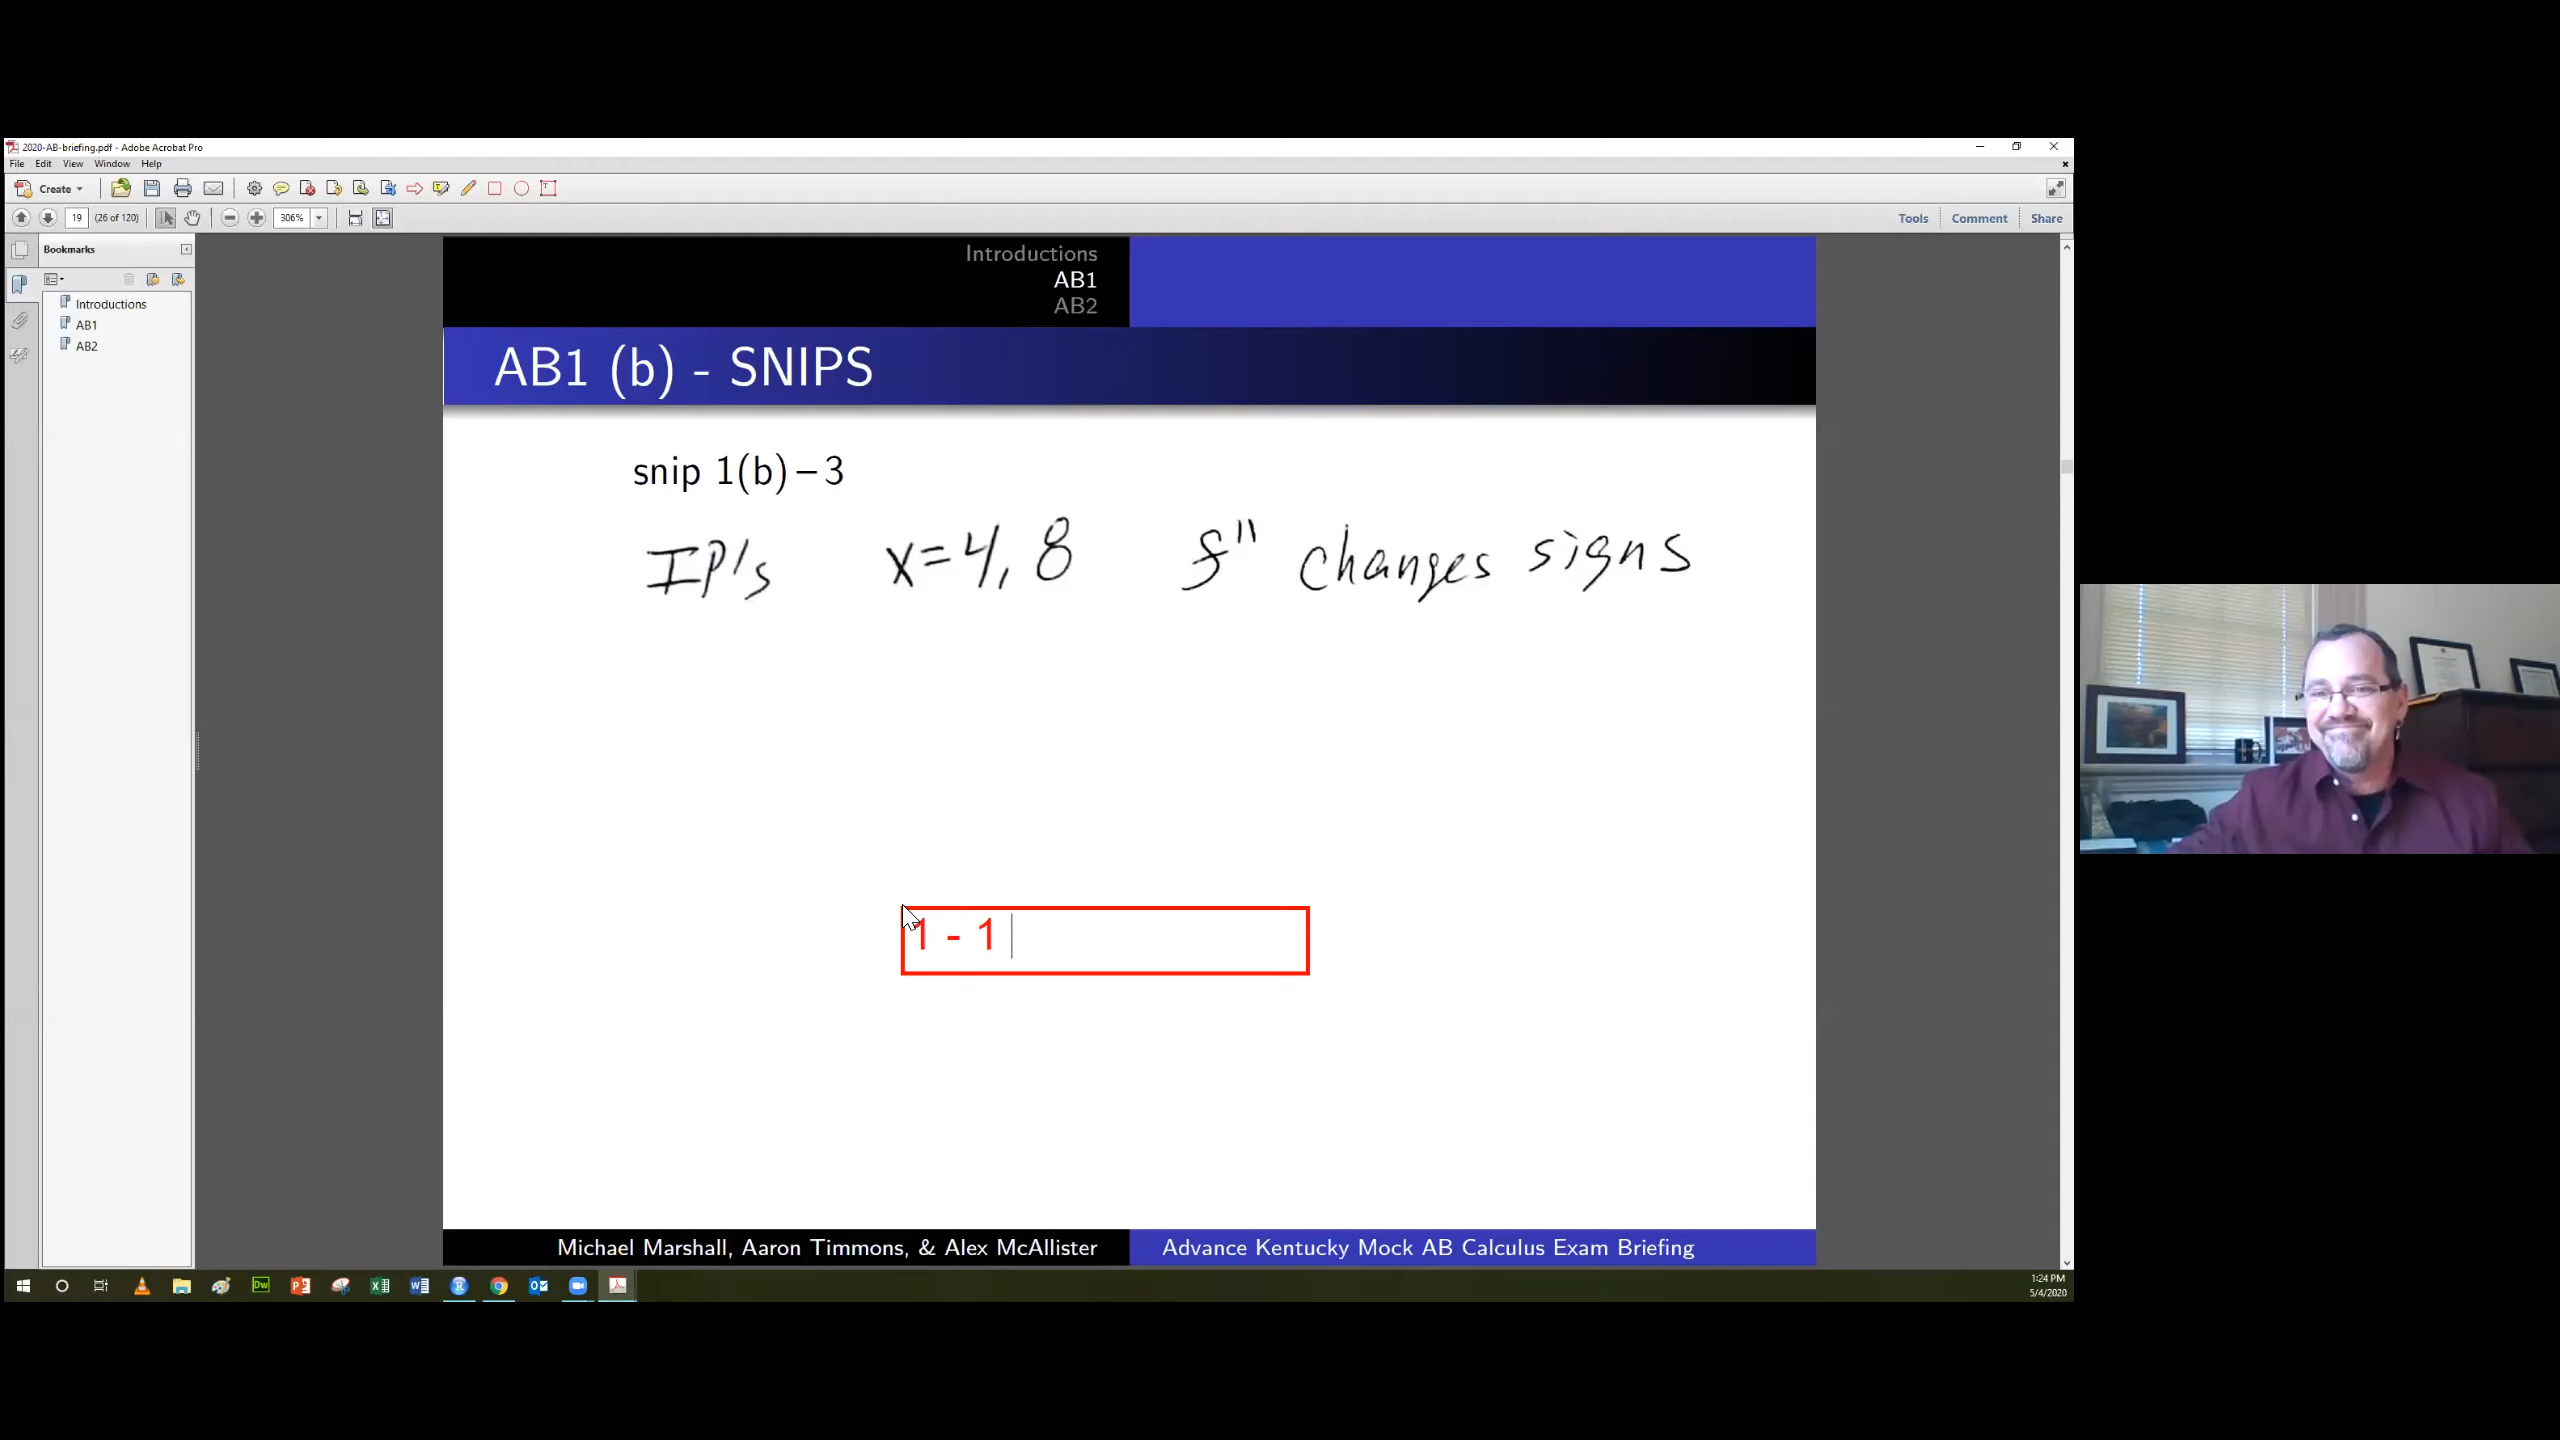 2020-AB-briefing.pdf - Adobe Acrobat Pro
File Edit View Window Help
Create
19 (26 of 120) 306% Tools Comment Share
Bookmarks
Introductions
AB1
AB2
Introductions
AB1
AB2
AB1 (b) - SNIPS
snip 1(b) – 3
IP's x=4, 8 f" changes signs
1 - 1
Michael Marshall, Aaron Timmons, & Alex McAllister Advance Kentucky Mock AB Calculus Exam Briefing
1:24 PM
5/4/2020